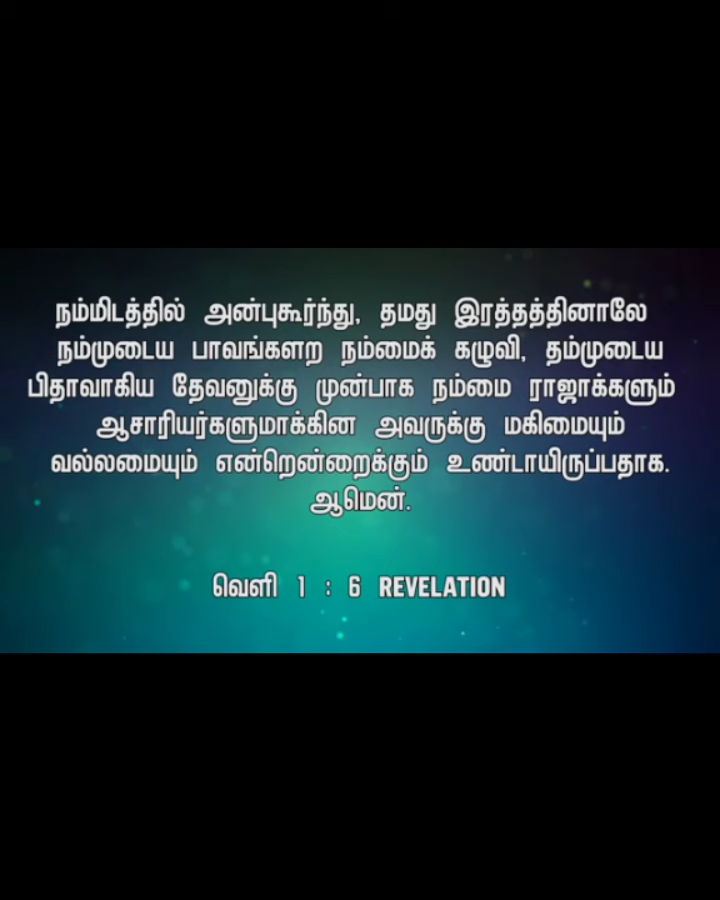 நம்மிடத்தில் அன்புகூர்ந்து, தமது இரத்தத்தினாலே
நம்முடைய பாவங்களற நம்மைக் கழுவி, தம்முடைய
பிதாவாகிய தேவனுக்கு முன்பாக நம்மை ராஜாக்களும்
ஆசாரியர்களுமாக்கின அவருக்கு மகிமையும்
வல்லமையும் என்றென்றைக்கும் உண்டாயிருப்பதாக.
ஆமென்.
வெளி 1 : 6 REVELATION